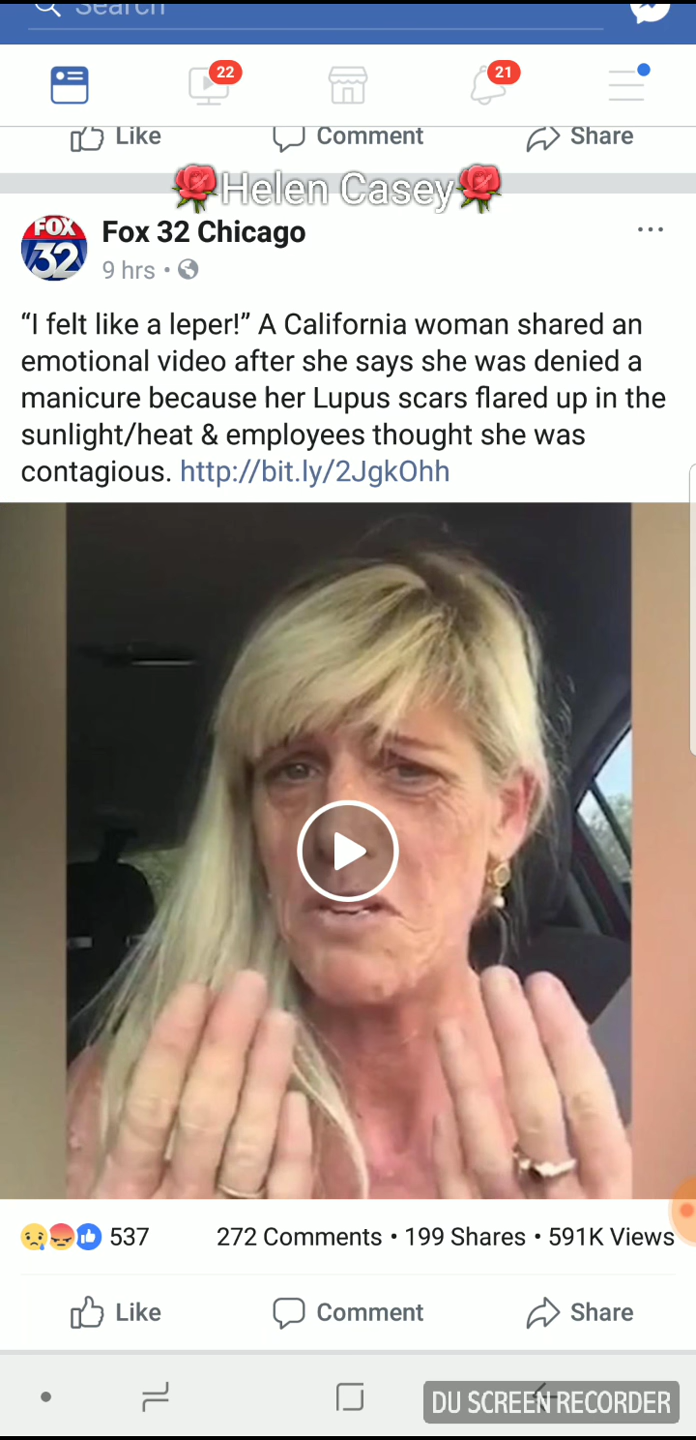 Search
22
21
Like Comment Share
🌹Helen Casey🌹
FOX
32
Fox 32 Chicago
9 hrs •
“I felt like a leper!” A California woman shared an
emotional video after she says she was denied a
manicure because her Lupus scars flared up in the
sunlight/heat & employees thought she was
contagious. http://bit.ly/2JgkOhh
537 272 Comments • 199 Shares • 591K Views
Like Comment Share
DU SCREEN RECORDER